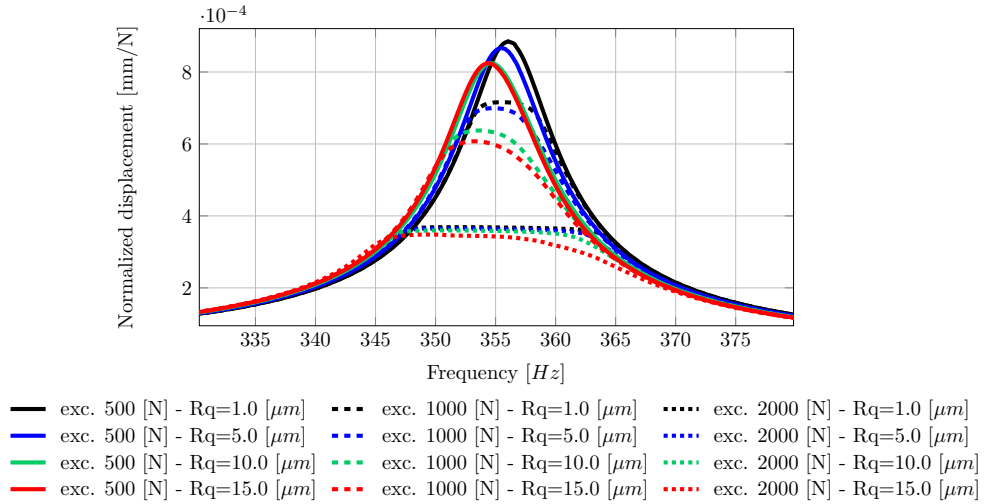 ·10−4
8
6
4
2
Normalized displacement [mm/N]
335 340 345 350 355 360 365 370 375
Frequency [Hz]
exc. 500 [N] - Rq=1.0 [μm] exc. 1000 [N] - Rq=1.0 [μm] exc. 2000 [N] - Rq=1.0 [μm]
exc. 500 [N] - Rq=5.0 [μm] exc. 1000 [N] - Rq=5.0 [μm] exc. 2000 [N] - Rq=5.0 [μm]
exc. 500 [N] - Rq=10.0 [μm] exc. 1000 [N] - Rq=10.0 [μm] exc. 2000 [N] - Rq=10.0 [μm]
exc. 500 [N] - Rq=15.0 [μm] exc. 1000 [N] - Rq=15.0 [μm] exc. 2000 [N] - Rq=15.0 [μm]